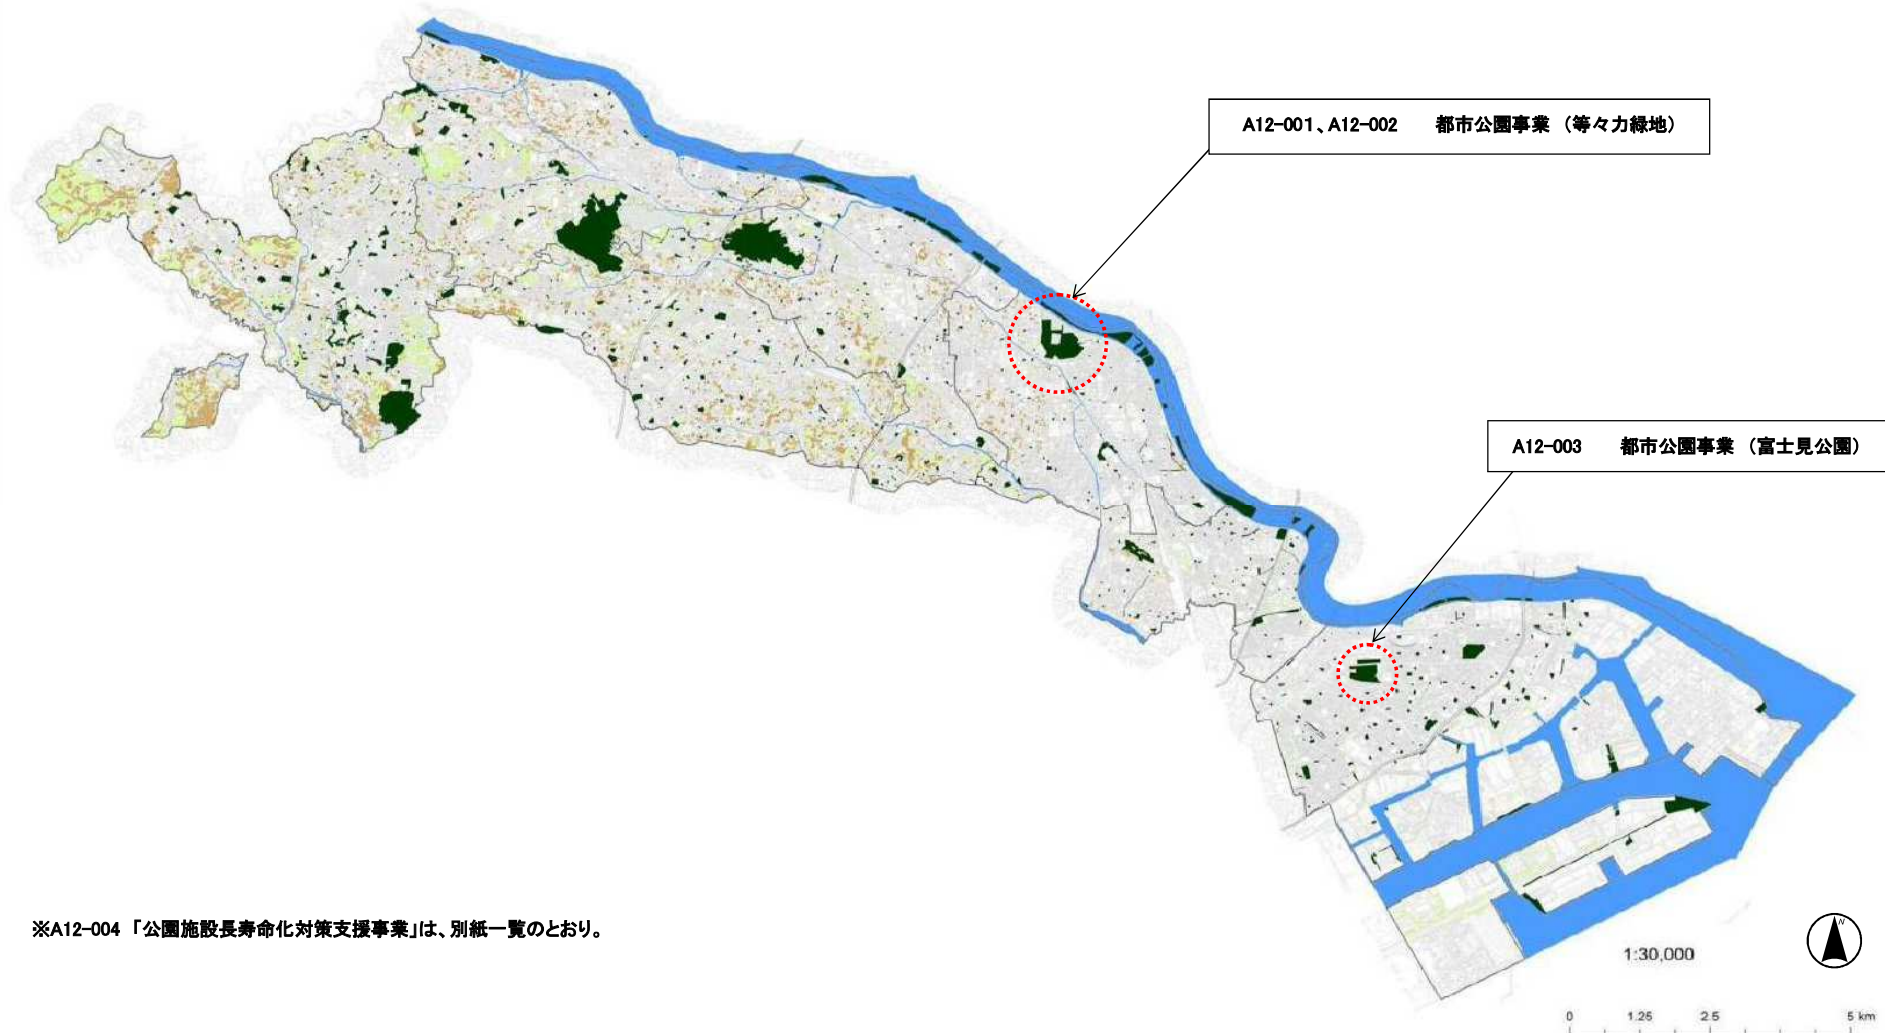 A12-001、A12-002　　都市公園事業 （等々力緑地）
A12-003　　都市公園事業 （富士見公園）
※A12-004 「公園施設長寿命化対策支援事業」は、別紙一覧のとおり。
N
1:30,000
0 1.25 2.5 5 km